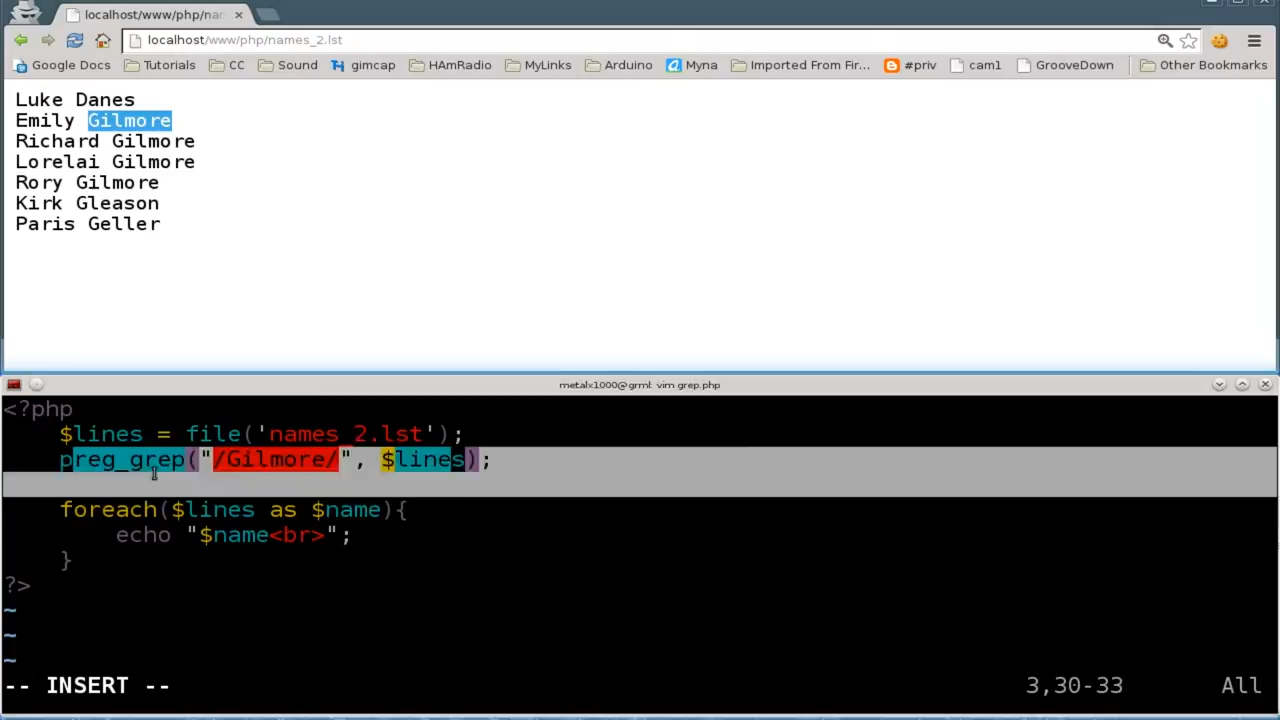 localhost/www/php/nar
localhost/www/php/names_2.lst
Google Docs Tutorials CC Sound gimcap HAmRadio MyLinks Arduino Myna Imported From Fir... #priv cam1 GrooveDown Other Bookmarks
Luke Danes
Emily Gilmore
Richard Gilmore
Lorelai Gilmore
Rory Gilmore
Kirk Gleason
Paris Geller
metalx1000@grml: vim grep.php
<?php
$lines = file('names_2.lst');
preg_grep("/Gilmore/", $lines);
foreach($lines as $name){
echo "$name<br>";
}
?>
~
~
~
-- INSERT -- 3,30-33 All